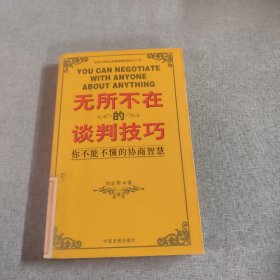 YOU CAN NEGOTIATE
WITH ANYONE
ABOUT ANYTHING
无所不在
的
谈判技巧
你不能不懂的协商智慧